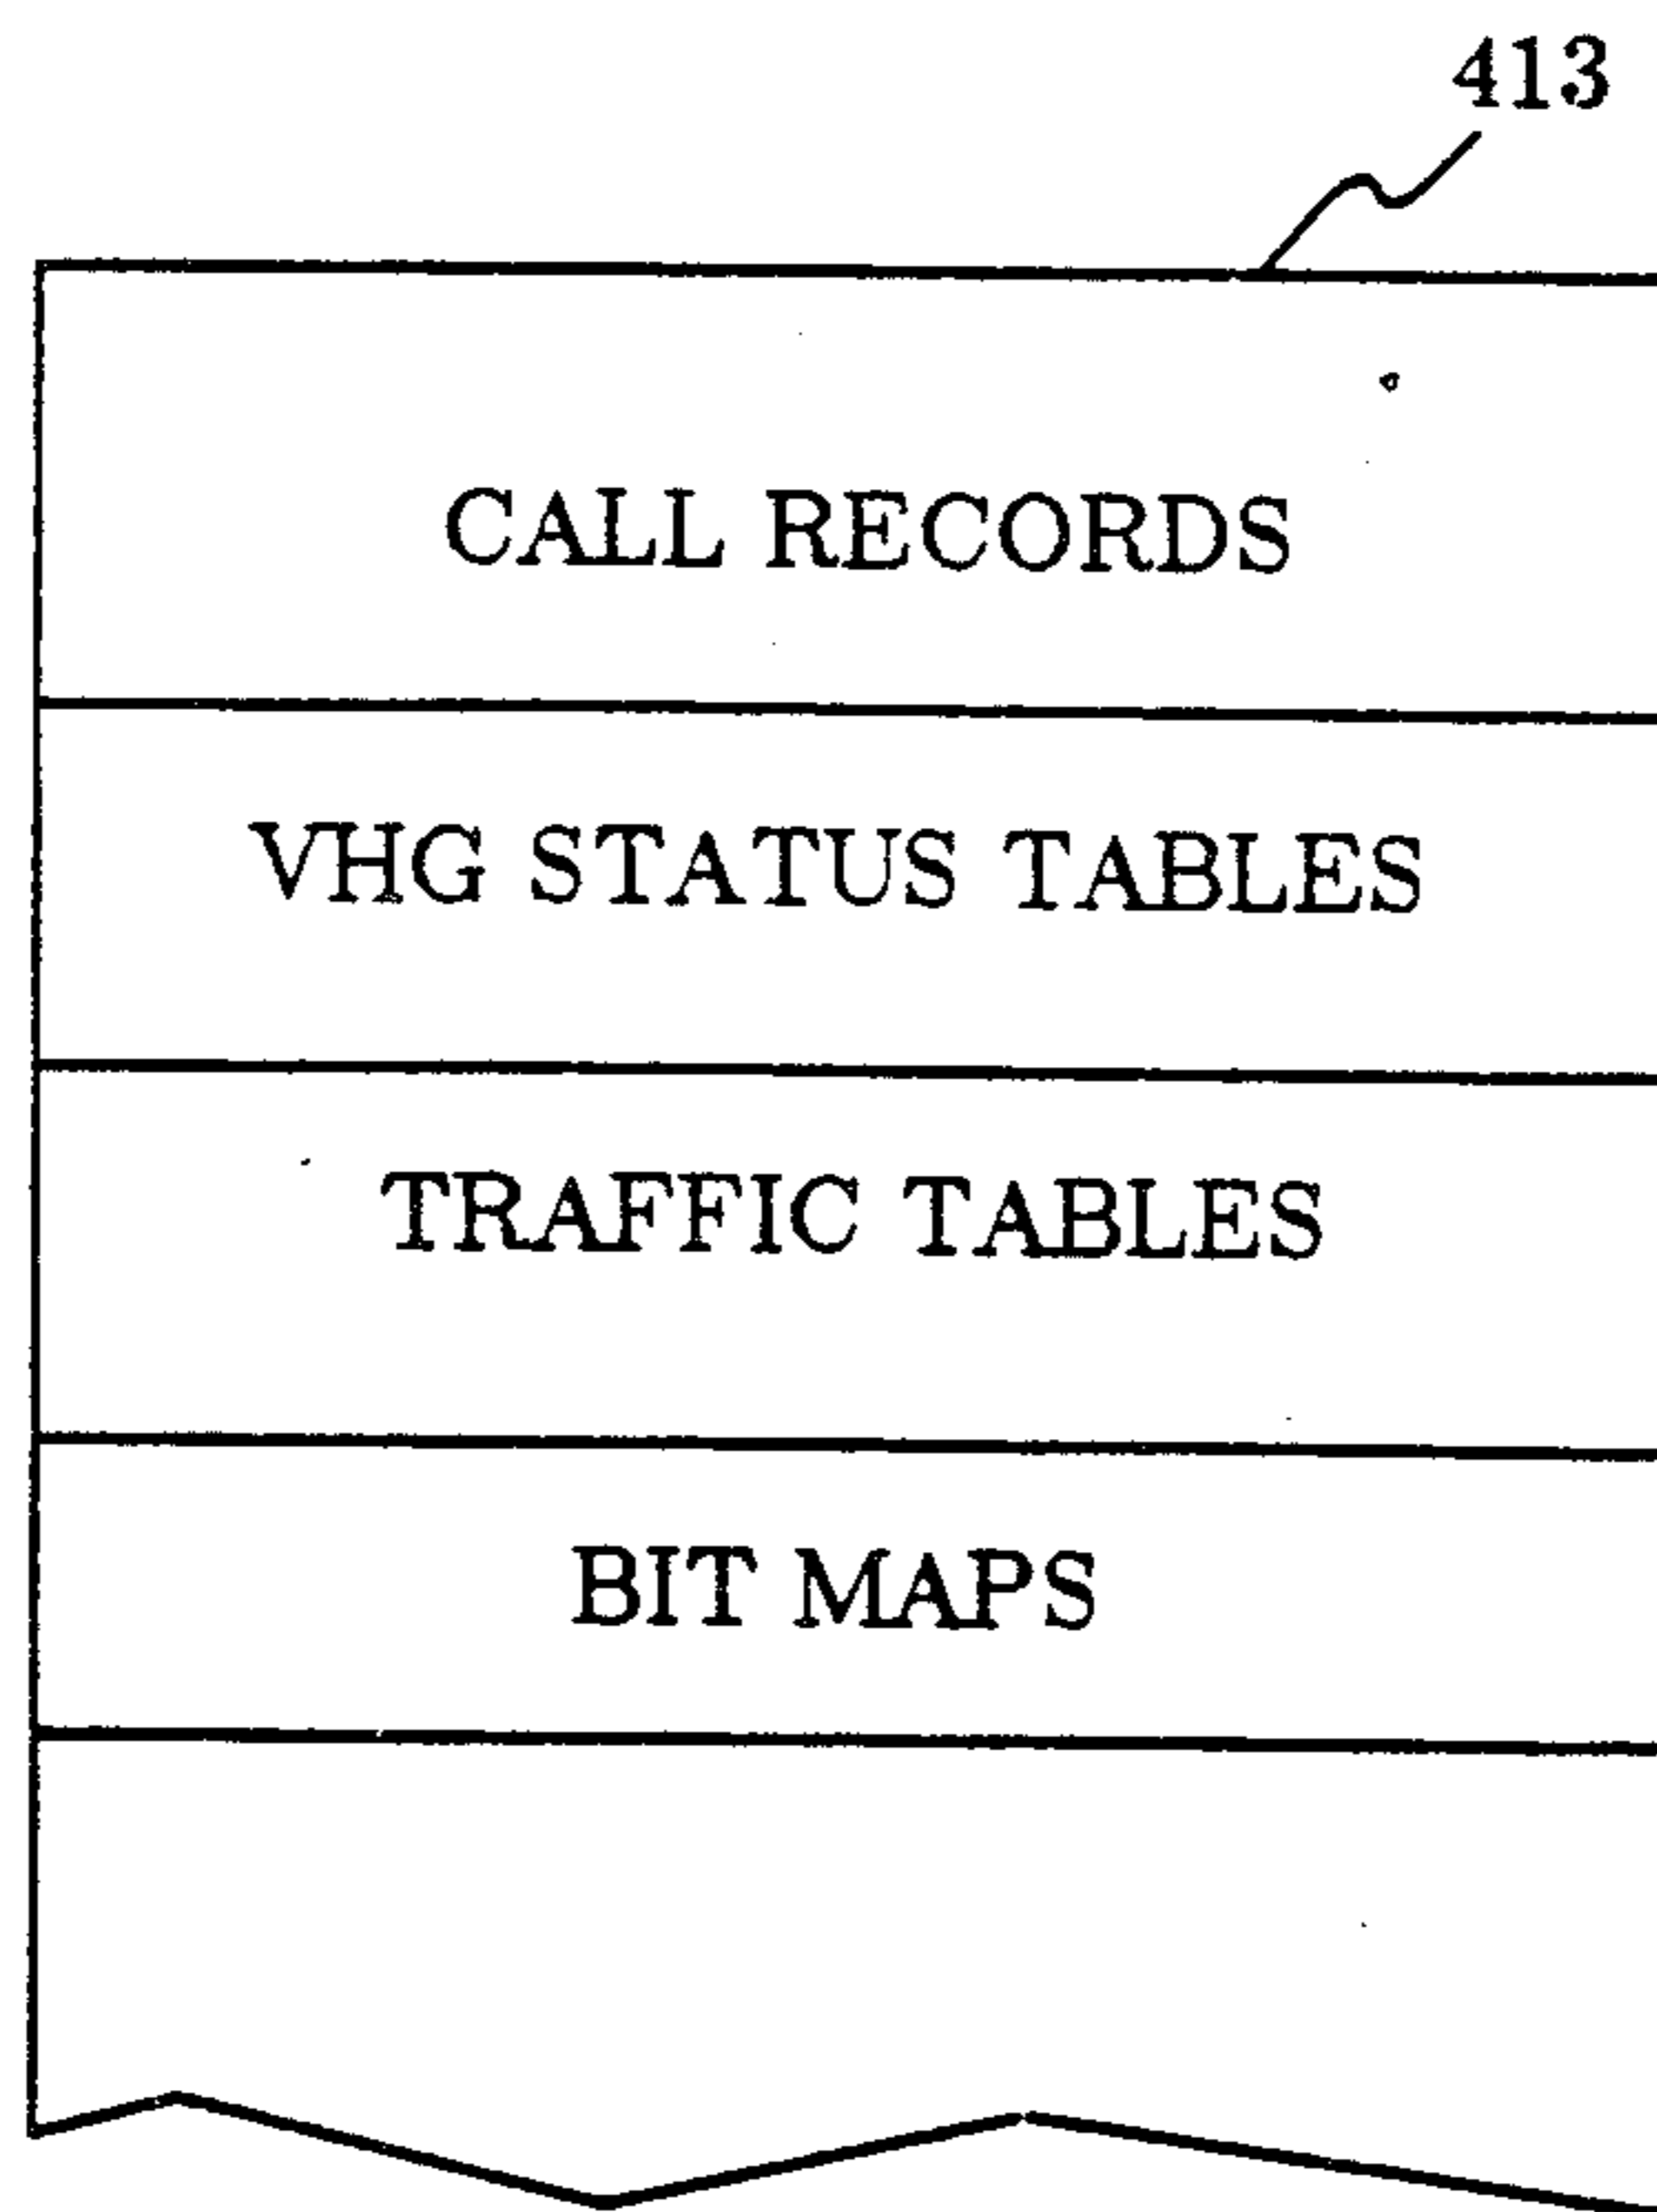 413
CALL RECORDS
VHG STATUS TABLES
TRAFFIC TABLES
BIT MAPS